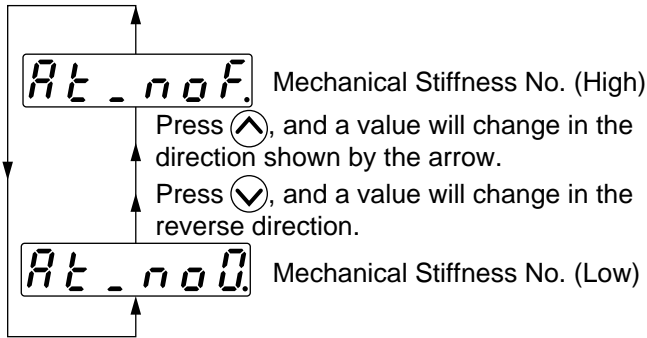 At_noF. Mechanical Stiffness No. (High)
Press , and a value will change in the
direction shown by the arrow.
Press , and a value will change in the
reverse direction.
At_no0. Mechanical Stiffness No. (Low)